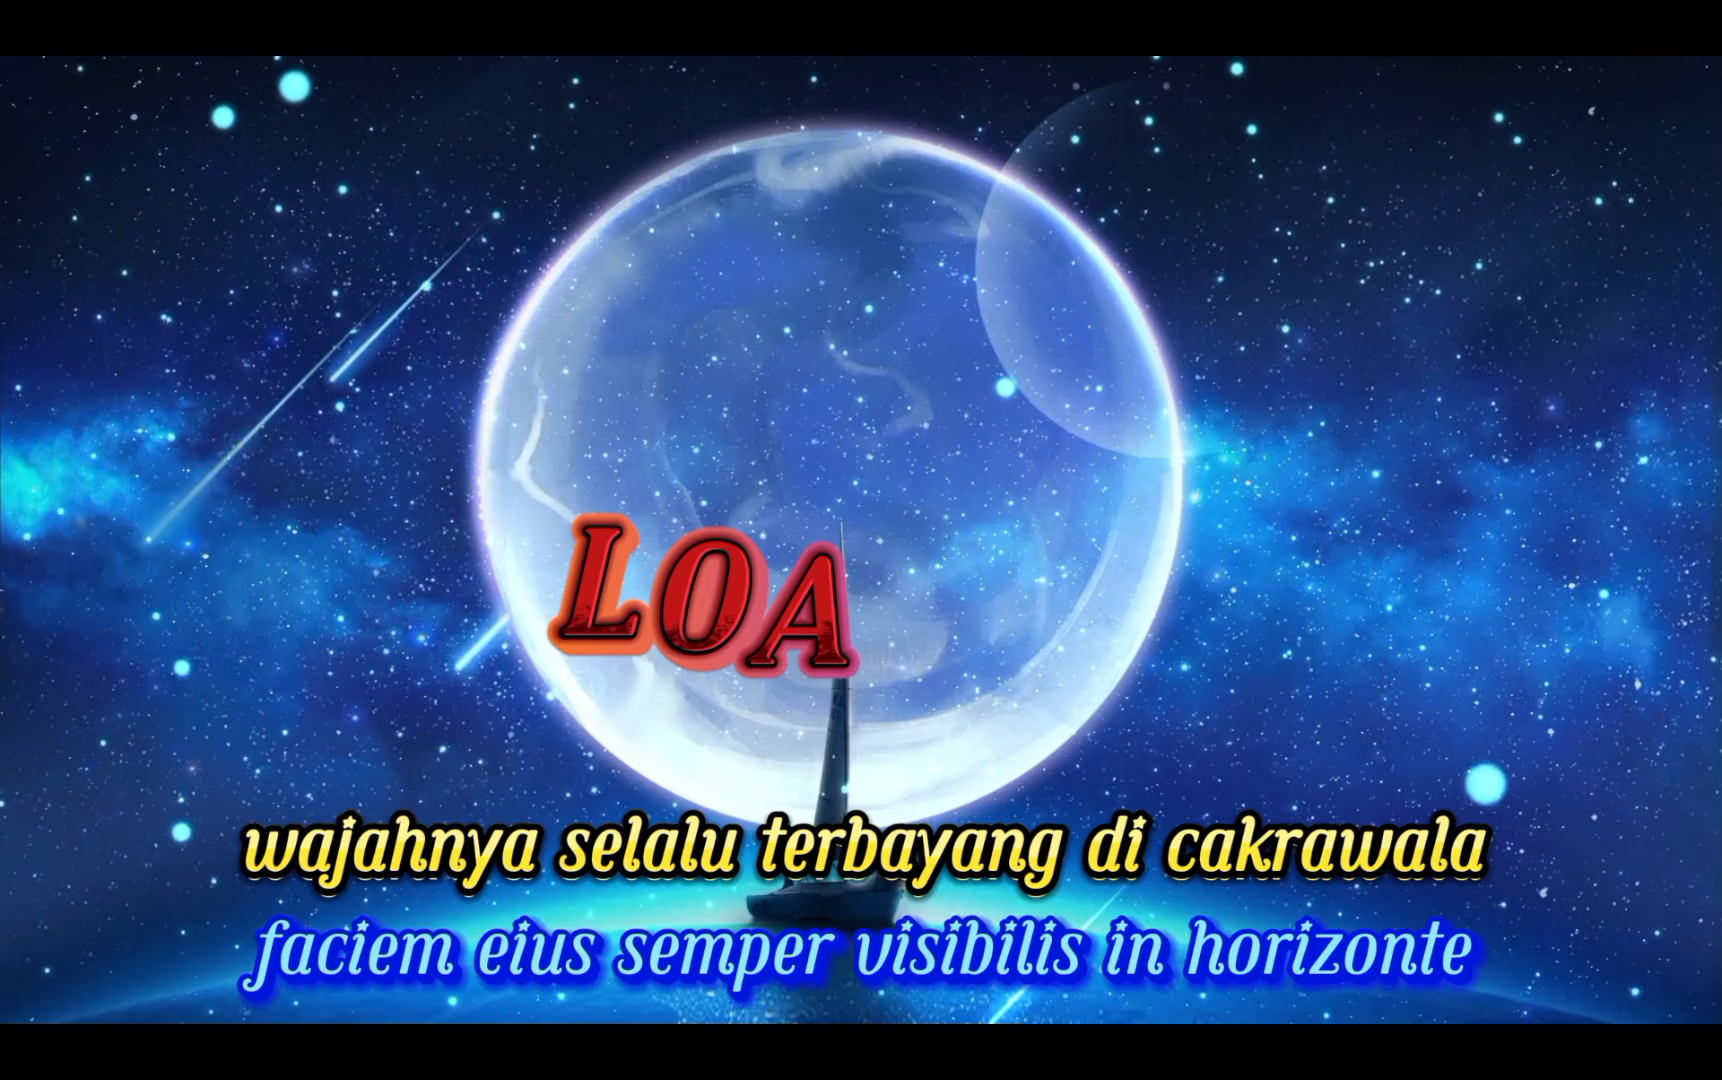 LOA
wajahnya selalu terbayang di cakrawala
faciem eius semper visibilis in horizonte